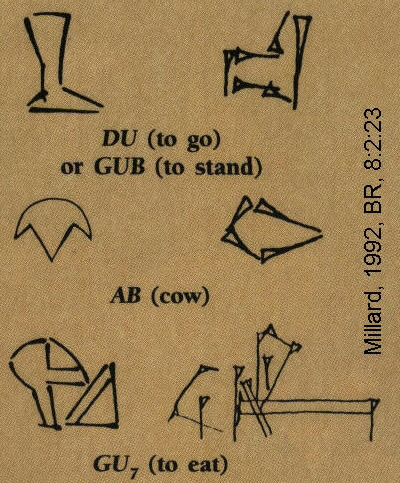 DU (to go)
or GUB (to stand)
AB (cow)
GU₇ (to eat)
Millard, 1992, BR, 8:2:23